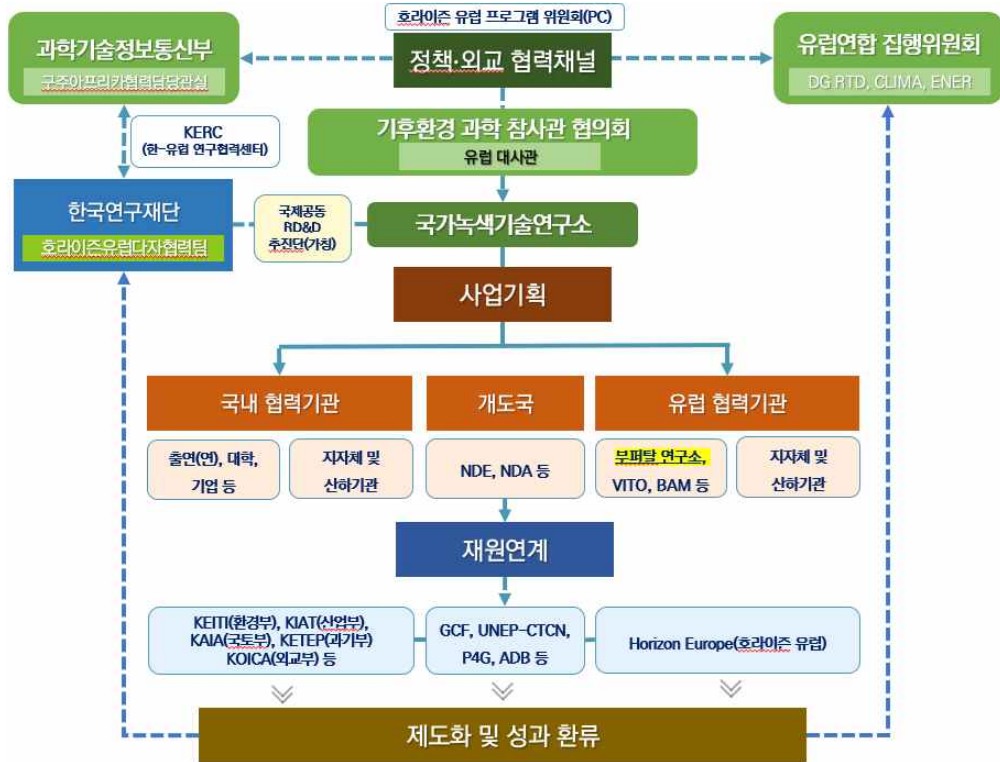 호라이즌 유럽 프로그램 위원회(PC)
과학기술정보통신부
구주아프리카협력담당관실
정책·외교 협력채널
유럽연합 집행위원회
DG RTD, CLIMA, ENER
기후환경 과학 참사관 협의회
유럽 대사관
KERC
(한-유럽 연구협력센터)
한국연구재단
호라이즌유럽다자협력팀
국제공동
RD&D
추진단(가칭)
국가녹색기술연구소
사업기획
국내 협력기관
개도국
유럽 협력기관
출연(연), 대학,
기업 등
지자체 및
산하기관
NDE, NDA 등
부퍼탈 연구소,
VITO, BAM 등
지자체 및
산하기관
재원연계
KEITI(환경부), KIAT(산업부),
KAIA(국토부), KETEP(과기부)
KOICA(외교부) 등
GCF, UNEP-CTCN,
P4G, ADB 등
Horizon Europe(호라이즌 유럽)
제도화 및 성과 환류